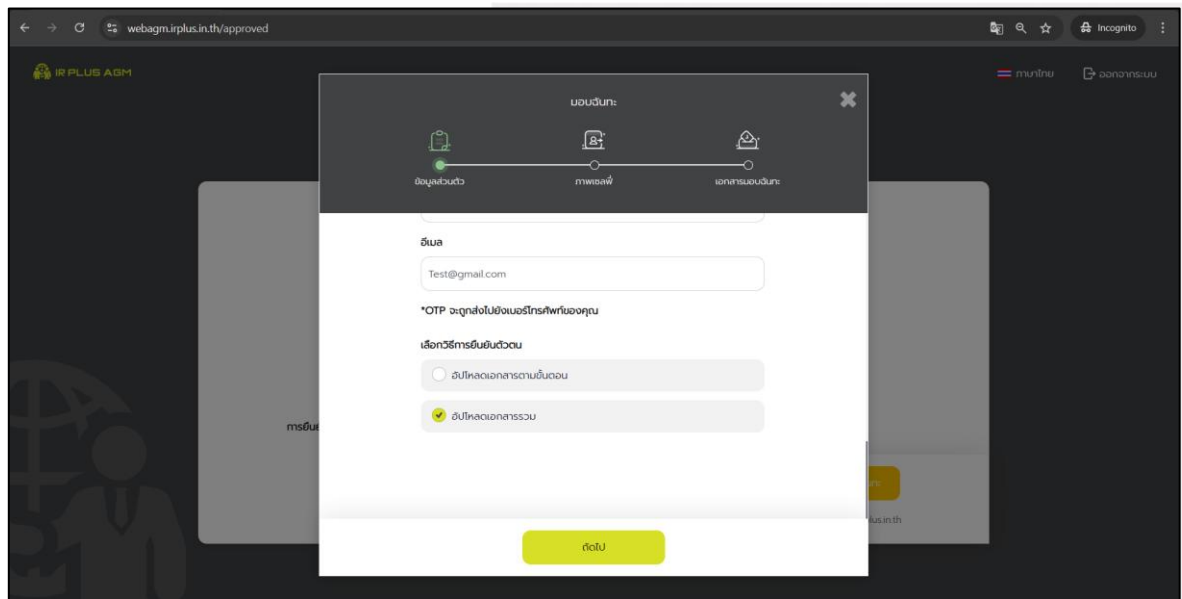 webagm.irplus.in.th/approved
Incognito
IR PLUS AGM
ภาษาไทย
ออกจากระบบ
มอบฉันทะ
ข้อมูลส่วนตัว
ภาพเซลฟี่
เอกสารมอบฉันทะ
อีเมล
Test@gmail.com
*OTP จะถูกส่งไปยังเบอร์โทรศัพท์ของคุณ
เลือกวิธีการยืนยันตัวตน
อัปโหลดเอกสารตามขั้นตอน
อัปโหลดเอกสารรวม
ถัดไป